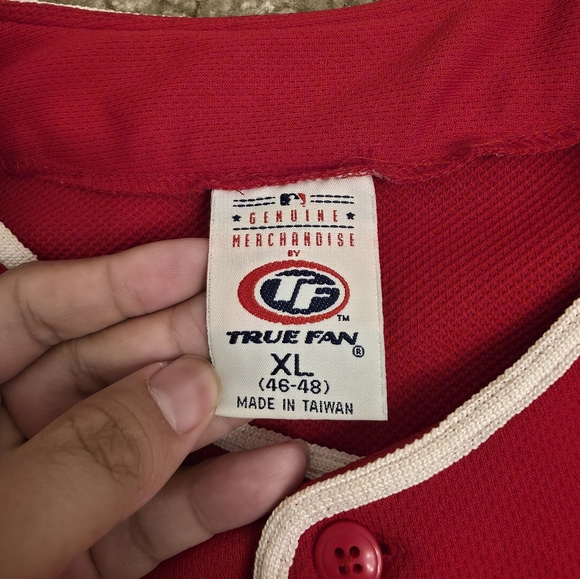 ★ GENUINE ★
MERCHANDISE
BY
TF TM
TRUE FAN ®
XL
(46-48)
MADE IN TAIWAN